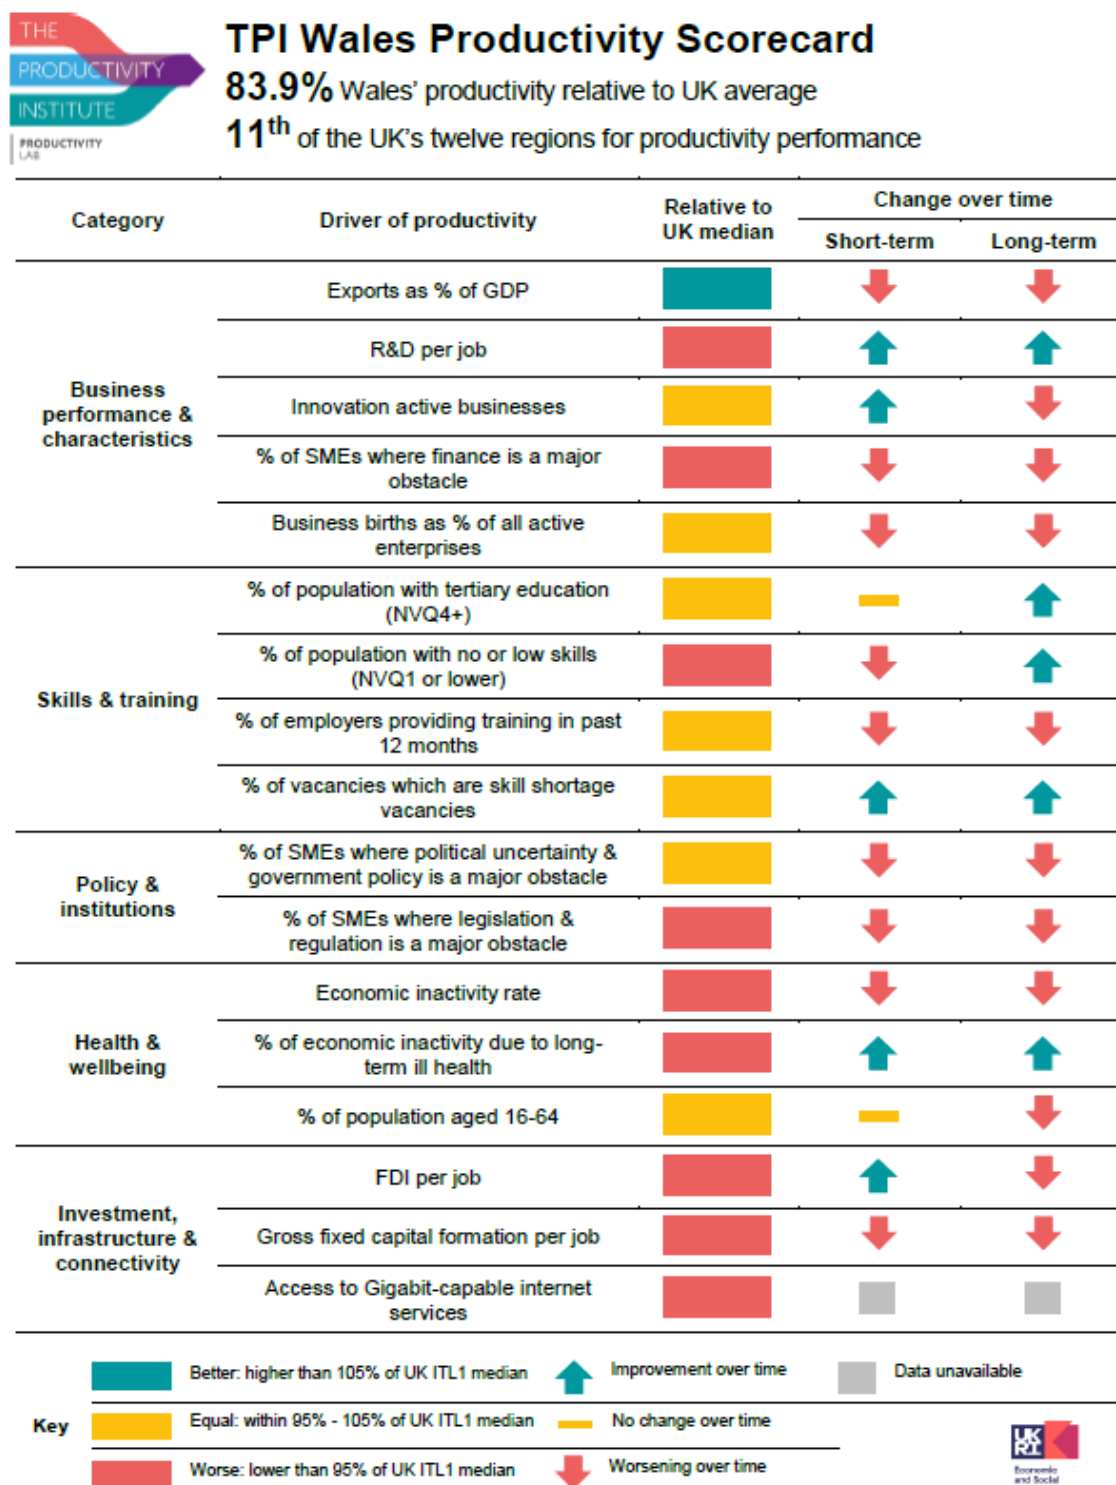 THE
PRODUCTIVITY
INSTITUTE
PRODUCTIVITY
LAB
TPI Wales Productivity Scorecard
83.9% Wales' productivity relative to UK average
11th of the UK's twelve regions for productivity performance
Category
Driver of productivity
Relative to
UK median
Change over time
Short-term
Long-term
Business
performance &
characteristics
Exports as % of GDP
R&D per job
Innovation active businesses
% of SMEs where finance is a major
obstacle
Business births as % of all active
enterprises
Skills & training
% of population with tertiary education
(NVQ4+)
% of population with no or low skills
(NVQ1 or lower)
% of employers providing training in past
12 months
% of vacancies which are skill shortage
vacancies
Policy &
institutions
% of SMEs where political uncertainty &
government policy is a major obstacle
% of SMEs where legislation &
regulation is a major obstacle
Health &
wellbeing
Economic inactivity rate
% of economic inactivity due to long-
term ill health
% of population aged 16-64
Investment,
infrastructure &
connectivity
FDI per job
Gross fixed capital formation per job
Access to Gigabit-capable internet
services
Key
Better: higher than 105% of UK ITL1 median
Improvement over time
Data unavailable
Equal: within 95% - 105% of UK ITL1 median
No change over time
Worse: lower than 95% of UK ITL1 median
Worsening over time
UK
RI
Economic
and Social